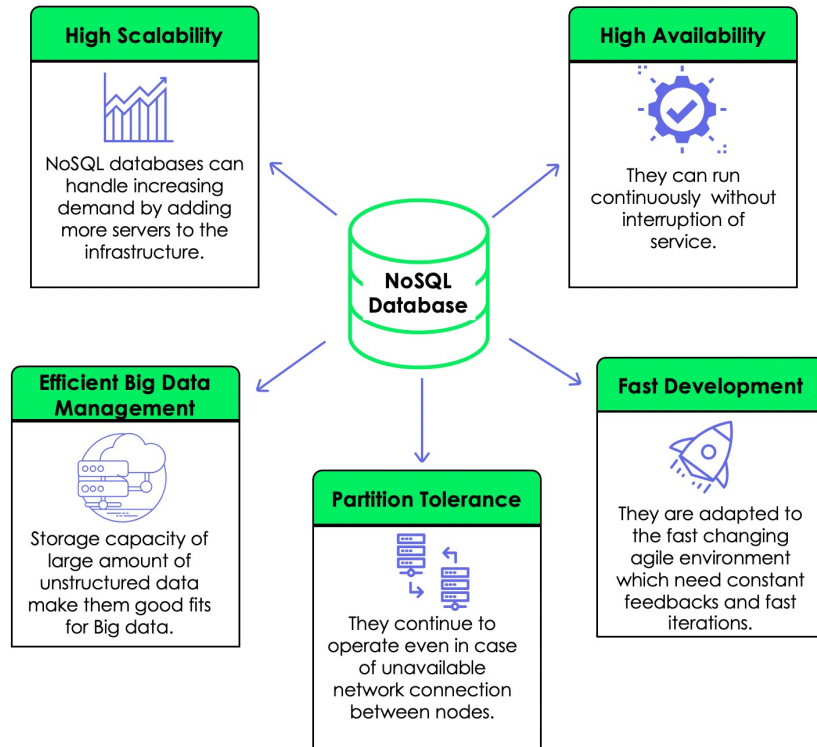 High Scalability
NoSQL databases can
handle increasing
demand by adding
more servers to the
infrastructure.
High Availability
They can run
continuously without
interruption of
service.
NoSQL
Database
Efficient Big Data
Management
Storage capacity of
large amount of
unstructured data
make them good fits
for Big data.
Partition Tolerance
They continue to
operate even in case
of unavailable
network connection
between nodes.
Fast Development
They are adapted to
the fast changing
agile environment
which need constant
feedbacks and fast
iterations.